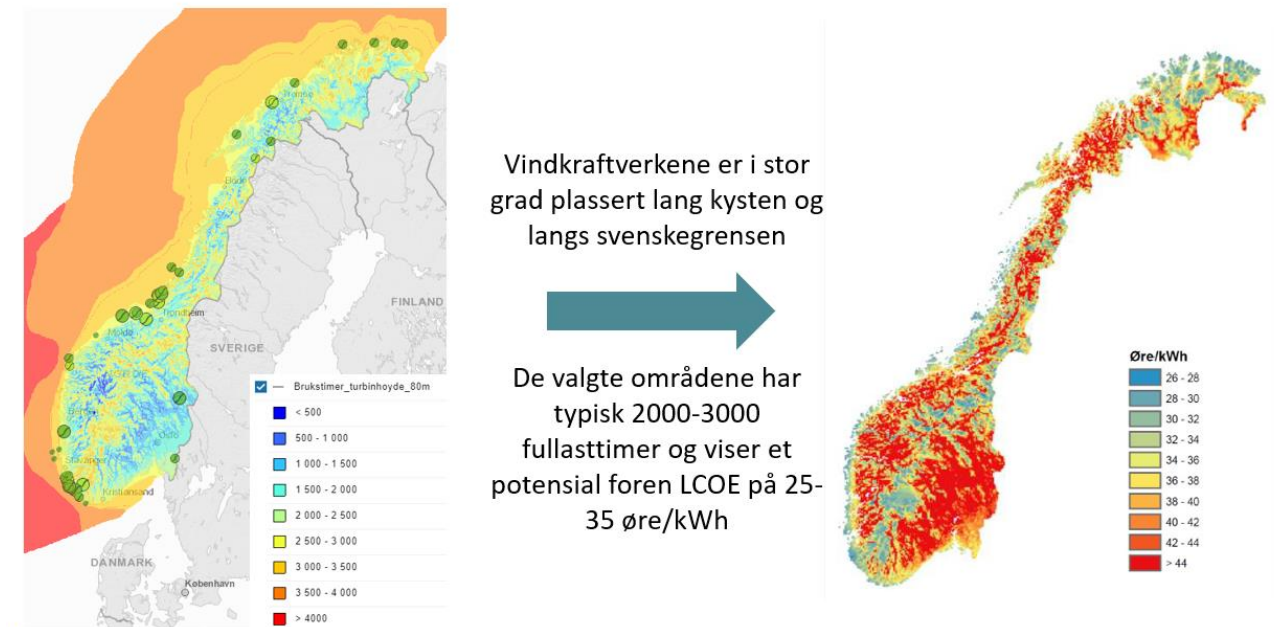 Tromsø
Bodø
Trondheim
Molde
FINLAND
SVERIGE
Bergen
Oslo
Stavanger
Kristiansand
DANMARK
København
Brukstimer_turbinhoyde_80m
< 500
500 - 1 000
1 000 - 1 500
1 500 - 2 000
2 000 - 2 500
2 500 - 3 000
3 000 - 3 500
3 500 - 4 000
> 4000
Vindkraftverkene er i stor
grad plassert lang kysten og
langs svenskegrensen
De valgte områdene har
typisk 2000-3000
fullasttimer og viser et
potensial foren LCOE på 25-
35 øre/kWh
Øre/kWh
26 - 28
28 - 30
30 - 32
32 - 34
34 - 36
36 - 38
38 - 40
40 - 42
42 - 44
> 44